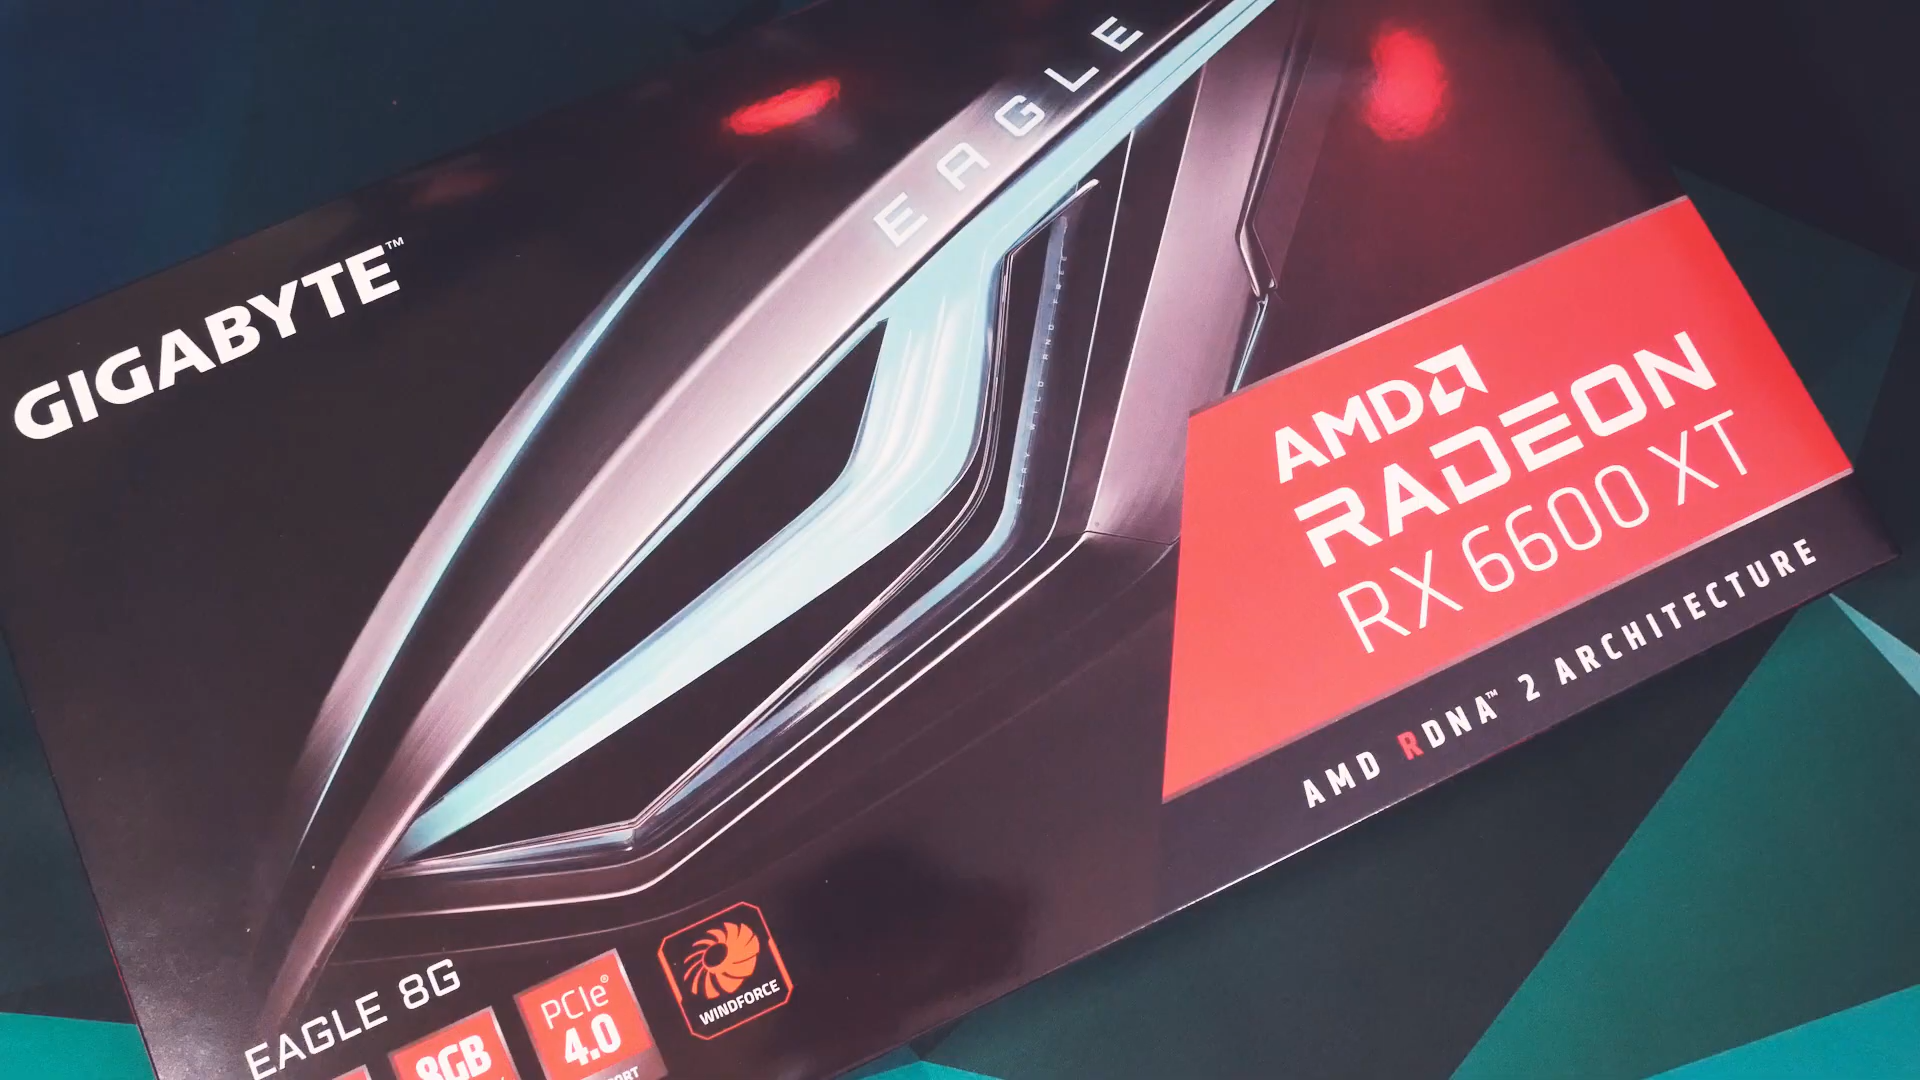 GIGABYTE™
EAGLE
AMD
RADEON
RX 6600 XT
AMD RDNA™ 2 ARCHITECTURE
EAGLE 8G
8GB
PCIe®
4.0
WINDFORCE